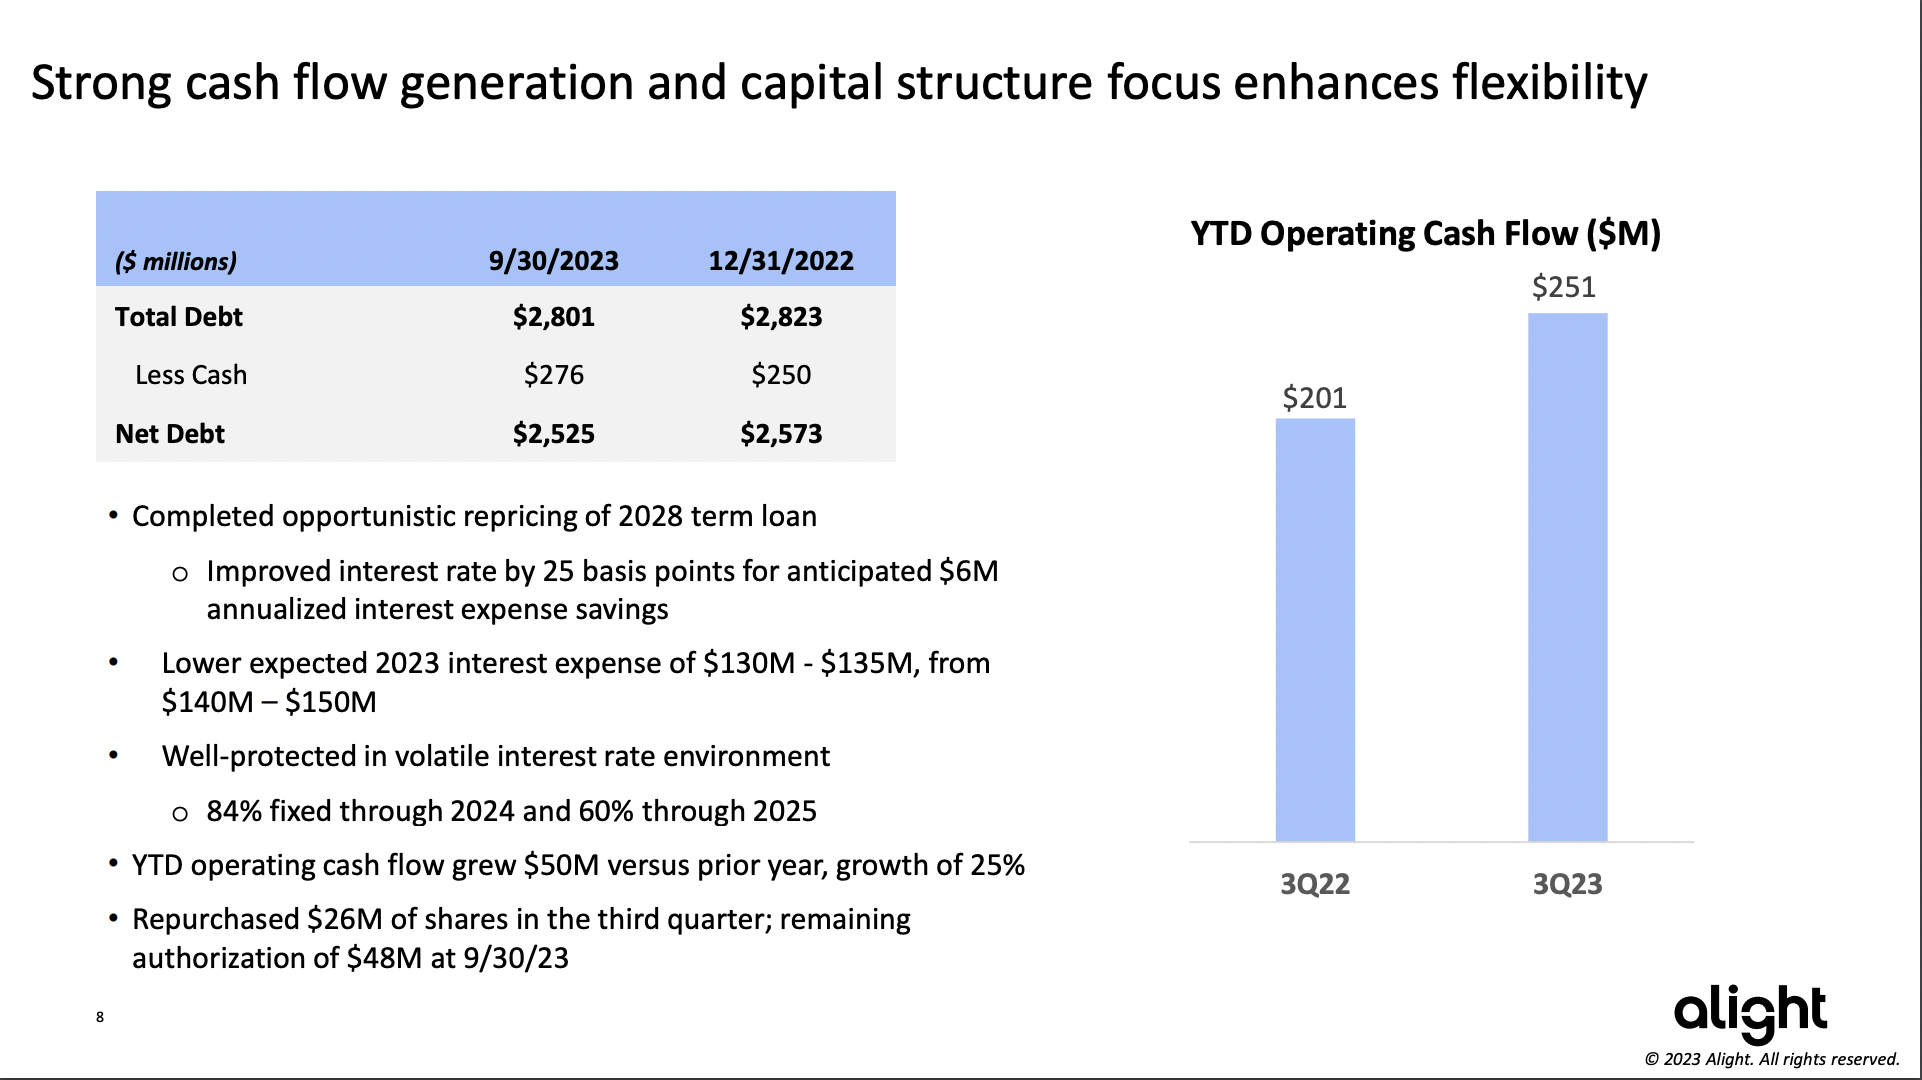 Strong cash flow generation and capital structure focus enhances flexibility
($ millions) 9/30/2023 12/31/2022
Total Debt $2,801 $2,823
Less Cash $276 $250
Net Debt $2,525 $2,573
• Completed opportunistic repricing of 2028 term loan
o Improved interest rate by 25 basis points for anticipated $6M
annualized interest expense savings
• Lower expected 2023 interest expense of $130M - $135M, from
$140M – $150M
• Well-protected in volatile interest rate environment
o 84% fixed through 2024 and 60% through 2025
• YTD operating cash flow grew $50M versus prior year, growth of 25%
• Repurchased $26M of shares in the third quarter; remaining
authorization of $48M at 9/30/23
YTD Operating Cash Flow ($M)
$251
$201
3Q22 3Q23
8
alight
© 2023 Alight. All rights reserved.